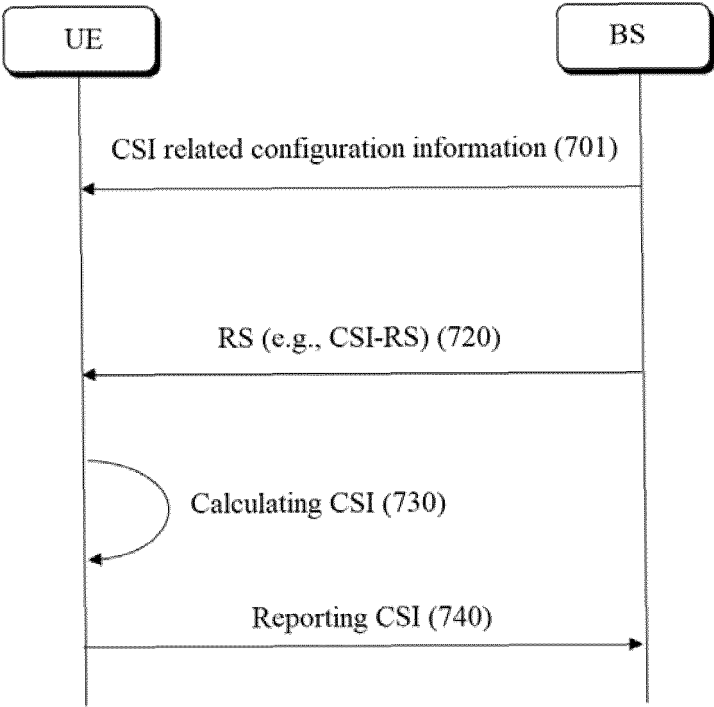 UE
BS
CSI related configuration information (701)
RS (e.g., CSI-RS) (720)
Calculating CSI (730)
Reporting CSI (740)